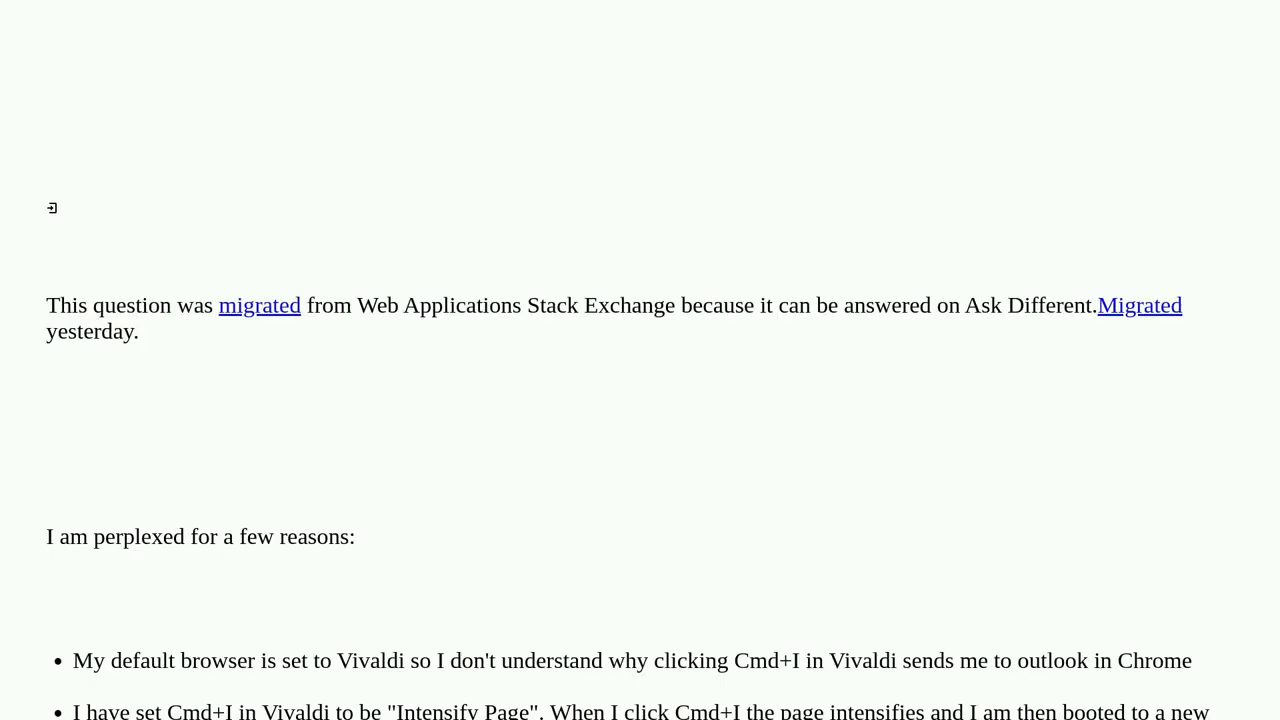 This question was migrated from Web Applications Stack Exchange because it can be answered on Ask Different.Migrated
yesterday.
I am perplexed for a few reasons:
• My default browser is set to Vivaldi so I don't understand why clicking Cmd+I in Vivaldi sends me to outlook in Chrome
• I have set Cmd+I in Vivaldi to be "Intensify Page". When I click Cmd+I the page intensifies and I am then booted to a new